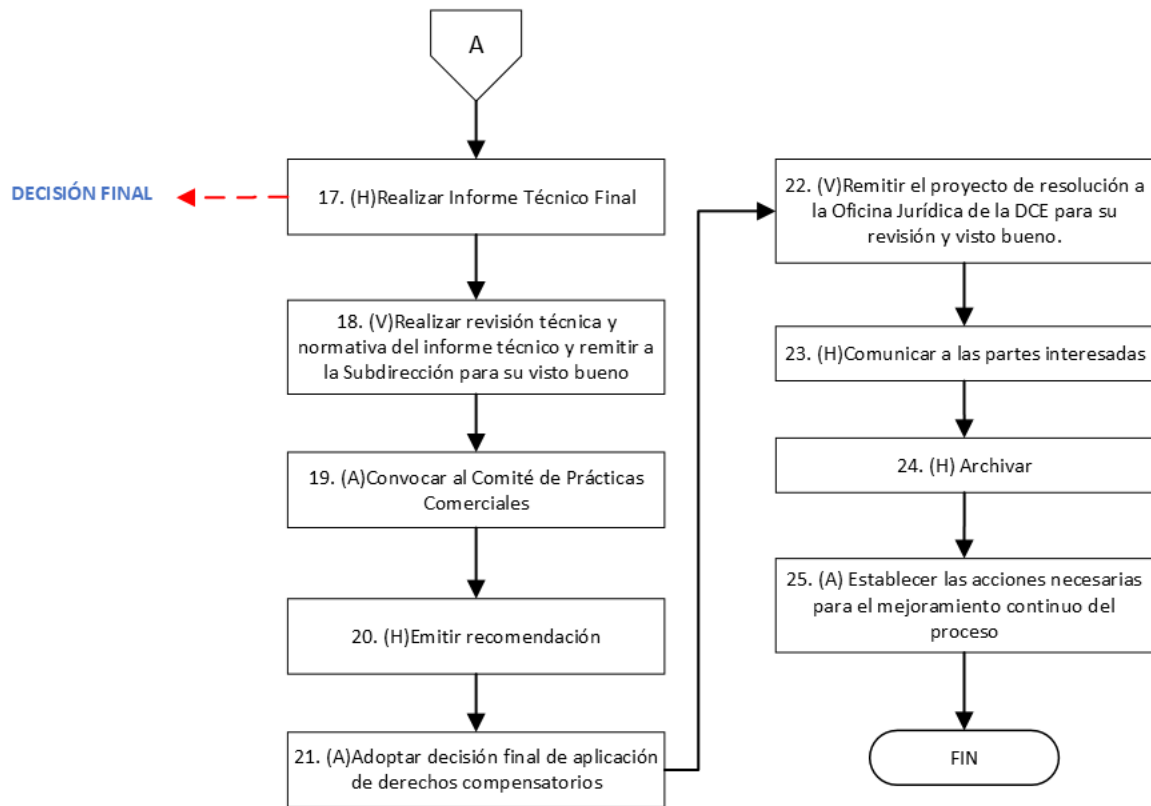 A
DECISIÓN FINAL
17. (H)Realizar Informe Técnico Final
18. (V)Realizar revisión técnica y
normativa del informe técnico y remitir a
la Subdirección para su visto bueno
19. (A)Convocar al Comité de Prácticas
Comerciales
20. (H)Emitir recomendación
21. (A)Adoptar decisión final de aplicación
de derechos compensatorios
22. (V)Remitir el proyecto de resolución a
la Oficina Jurídica de la DCE para su
revisión y visto bueno.
23. (H)Comunicar a las partes interesadas
24. (H) Archivar
25. (A) Establecer las acciones necesarias
para el mejoramiento continuo del
proceso
FIN